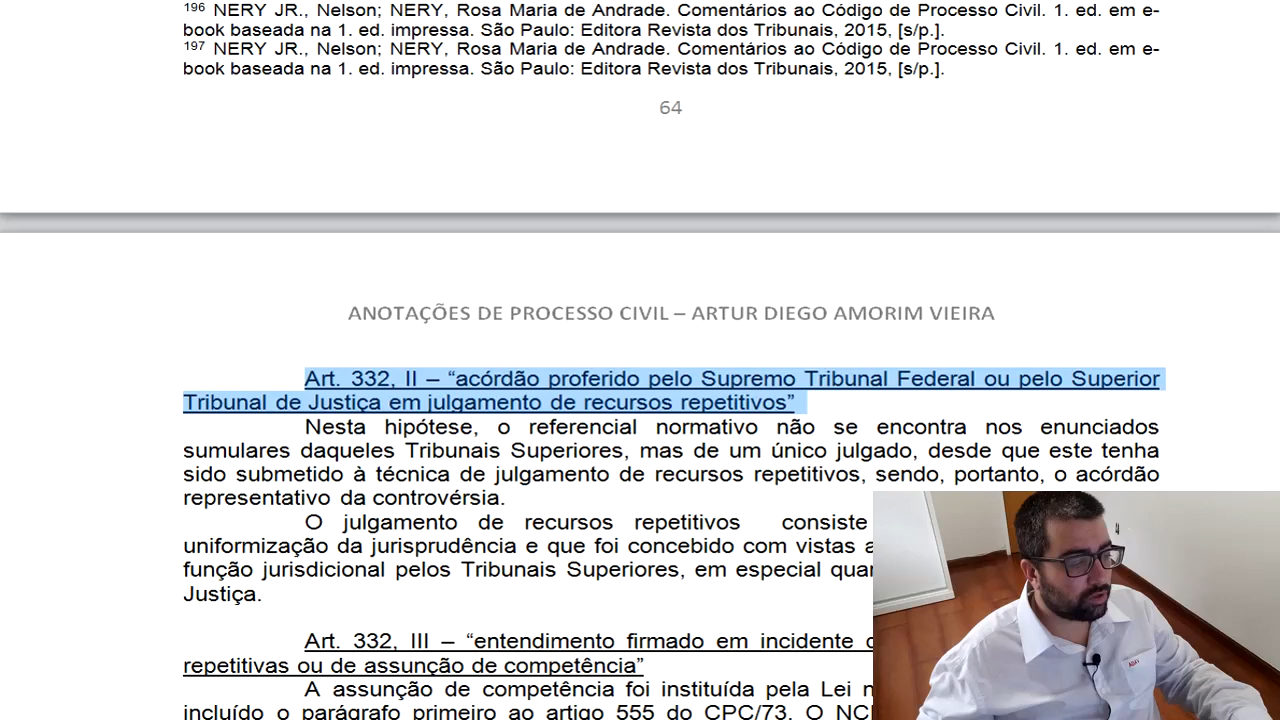 196 NERY JR., Nelson; NERY, Rosa Maria de Andrade. Comentários ao Código de Processo Civil. 1. ed. em e-
book baseada na 1. ed. impressa. São Paulo: Editora Revista dos Tribunais, 2015, [s/p.].
197 NERY JR., Nelson; NERY, Rosa Maria de Andrade. Comentários ao Código de Processo Civil. 1. ed. em e-
book baseada na 1. ed. impressa. São Paulo: Editora Revista dos Tribunais, 2015, [s/p.].
64
ANOTAÇÕES DE PROCESSO CIVIL – ARTUR DIEGO AMORIM VIEIRA
Art. 332, II – “acórdão proferido pelo Supremo Tribunal Federal ou pelo Superior
Tribunal de Justiça em julgamento de recursos repetitivos”
Nesta hipótese, o referencial normativo não se encontra nos enunciados
sumulares daqueles Tribunais Superiores, mas de um único julgado, desde que este tenha
sido submetido à técnica de julgamento de recursos repetitivos, sendo, portanto, o acórdão
representativo da controvérsia.
O julgamento de recursos repetitivos consiste
uniformização da jurisprudência e que foi concebido com vistas
função jurisdicional pelos Tribunais Superiores, em especial
Justiça.
Art. 332, III – “entendimento firmado em incidente
repetitivas ou de assunção de competência”
A assunção de competência foi instituída pela Lei
incluído o parágrafo primeiro ao artigo 555 do CPC/73. O